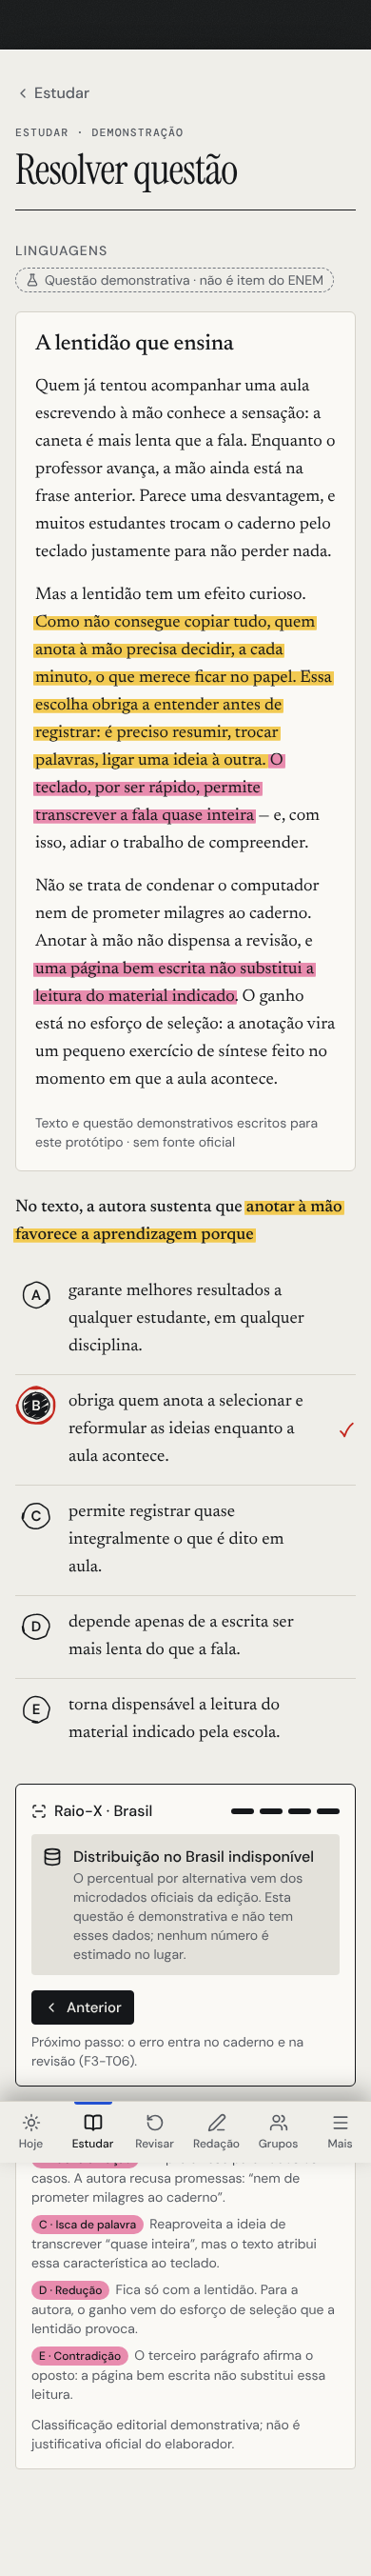 Estudar
ESTUDAR · DEMONSTRAÇÃO
Resolver questão
LINGUAGENS
Questão demonstrativa · não é item do ENEM
A lentidão que ensina
Quem já tentou acompanhar uma aula
escrevendo à mão conhece a sensação: a
caneta é mais lenta que a fala. Enquanto o
professor avança, a mão ainda está na
frase anterior. Parece uma desvantagem, e
muitos estudantes trocam o caderno pelo
teclado justamente para não perder nada.
Mas a lentidão tem um efeito curioso.
Como não consegue copiar tudo, quem
anota à mão precisa decidir, a cada
minuto, o que merece ficar no papel. Essa
escolha obriga a entender antes de
registrar: é preciso resumir, trocar
palavras, ligar uma ideia à outra. O
teclado, por ser rápido, permite
transcrever a fala quase inteira — e, com
isso, adiar o trabalho de compreender.
Não se trata de condenar o computador
nem de prometer milagres ao caderno.
Anotar à mão não dispensa a revisão, e
uma página bem escrita não substitui a
leitura do material indicado. O ganho
está no esforço de seleção: a anotação vira
um pequeno exercício de síntese feito no
momento em que a aula acontece.
Texto e questão demonstrativos escritos para
este protótipo · sem fonte oficial
No texto, a autora sustenta que anotar à mão
favorece a aprendizagem porque
A garante melhores resultados a
qualquer estudante, em qualquer
disciplina.
B obriga quem anota a selecionar e
reformular as ideias enquanto a
aula acontece.
C permite registrar quase
integralmente o que é dito em
aula.
D depende apenas de a escrita ser
mais lenta do que a fala.
E torna dispensável a leitura do
material indicado pela escola.
Raio-X · Brasil
Distribuição no Brasil indisponível
O percentual por alternativa vem dos
microdados oficiais da edição. Esta
questão é demonstrativa e não tem
esses dados; nenhum número é
estimado no lugar.
Anterior
Próximo passo: o erro entra no caderno e na
revisão (F3-T06).
Hoje Estudar Revisar Redação Grupos Mais
casos. A autora recusa promessas: “nem de
prometer milagres ao caderno”.
C · Isca de palavra Reaproveita a ideia de
transcrever “quase inteira”, mas o texto atribui
essa característica ao teclado.
D · Redução Fica só com a lentidão. Para a
autora, o ganho vem do esforço de seleção que a
lentidão provoca.
E · Contradição O terceiro parágrafo afirma o
oposto: a página bem escrita não substitui essa
leitura.
Classificação editorial demonstrativa; não é
justificativa oficial do elaborador.